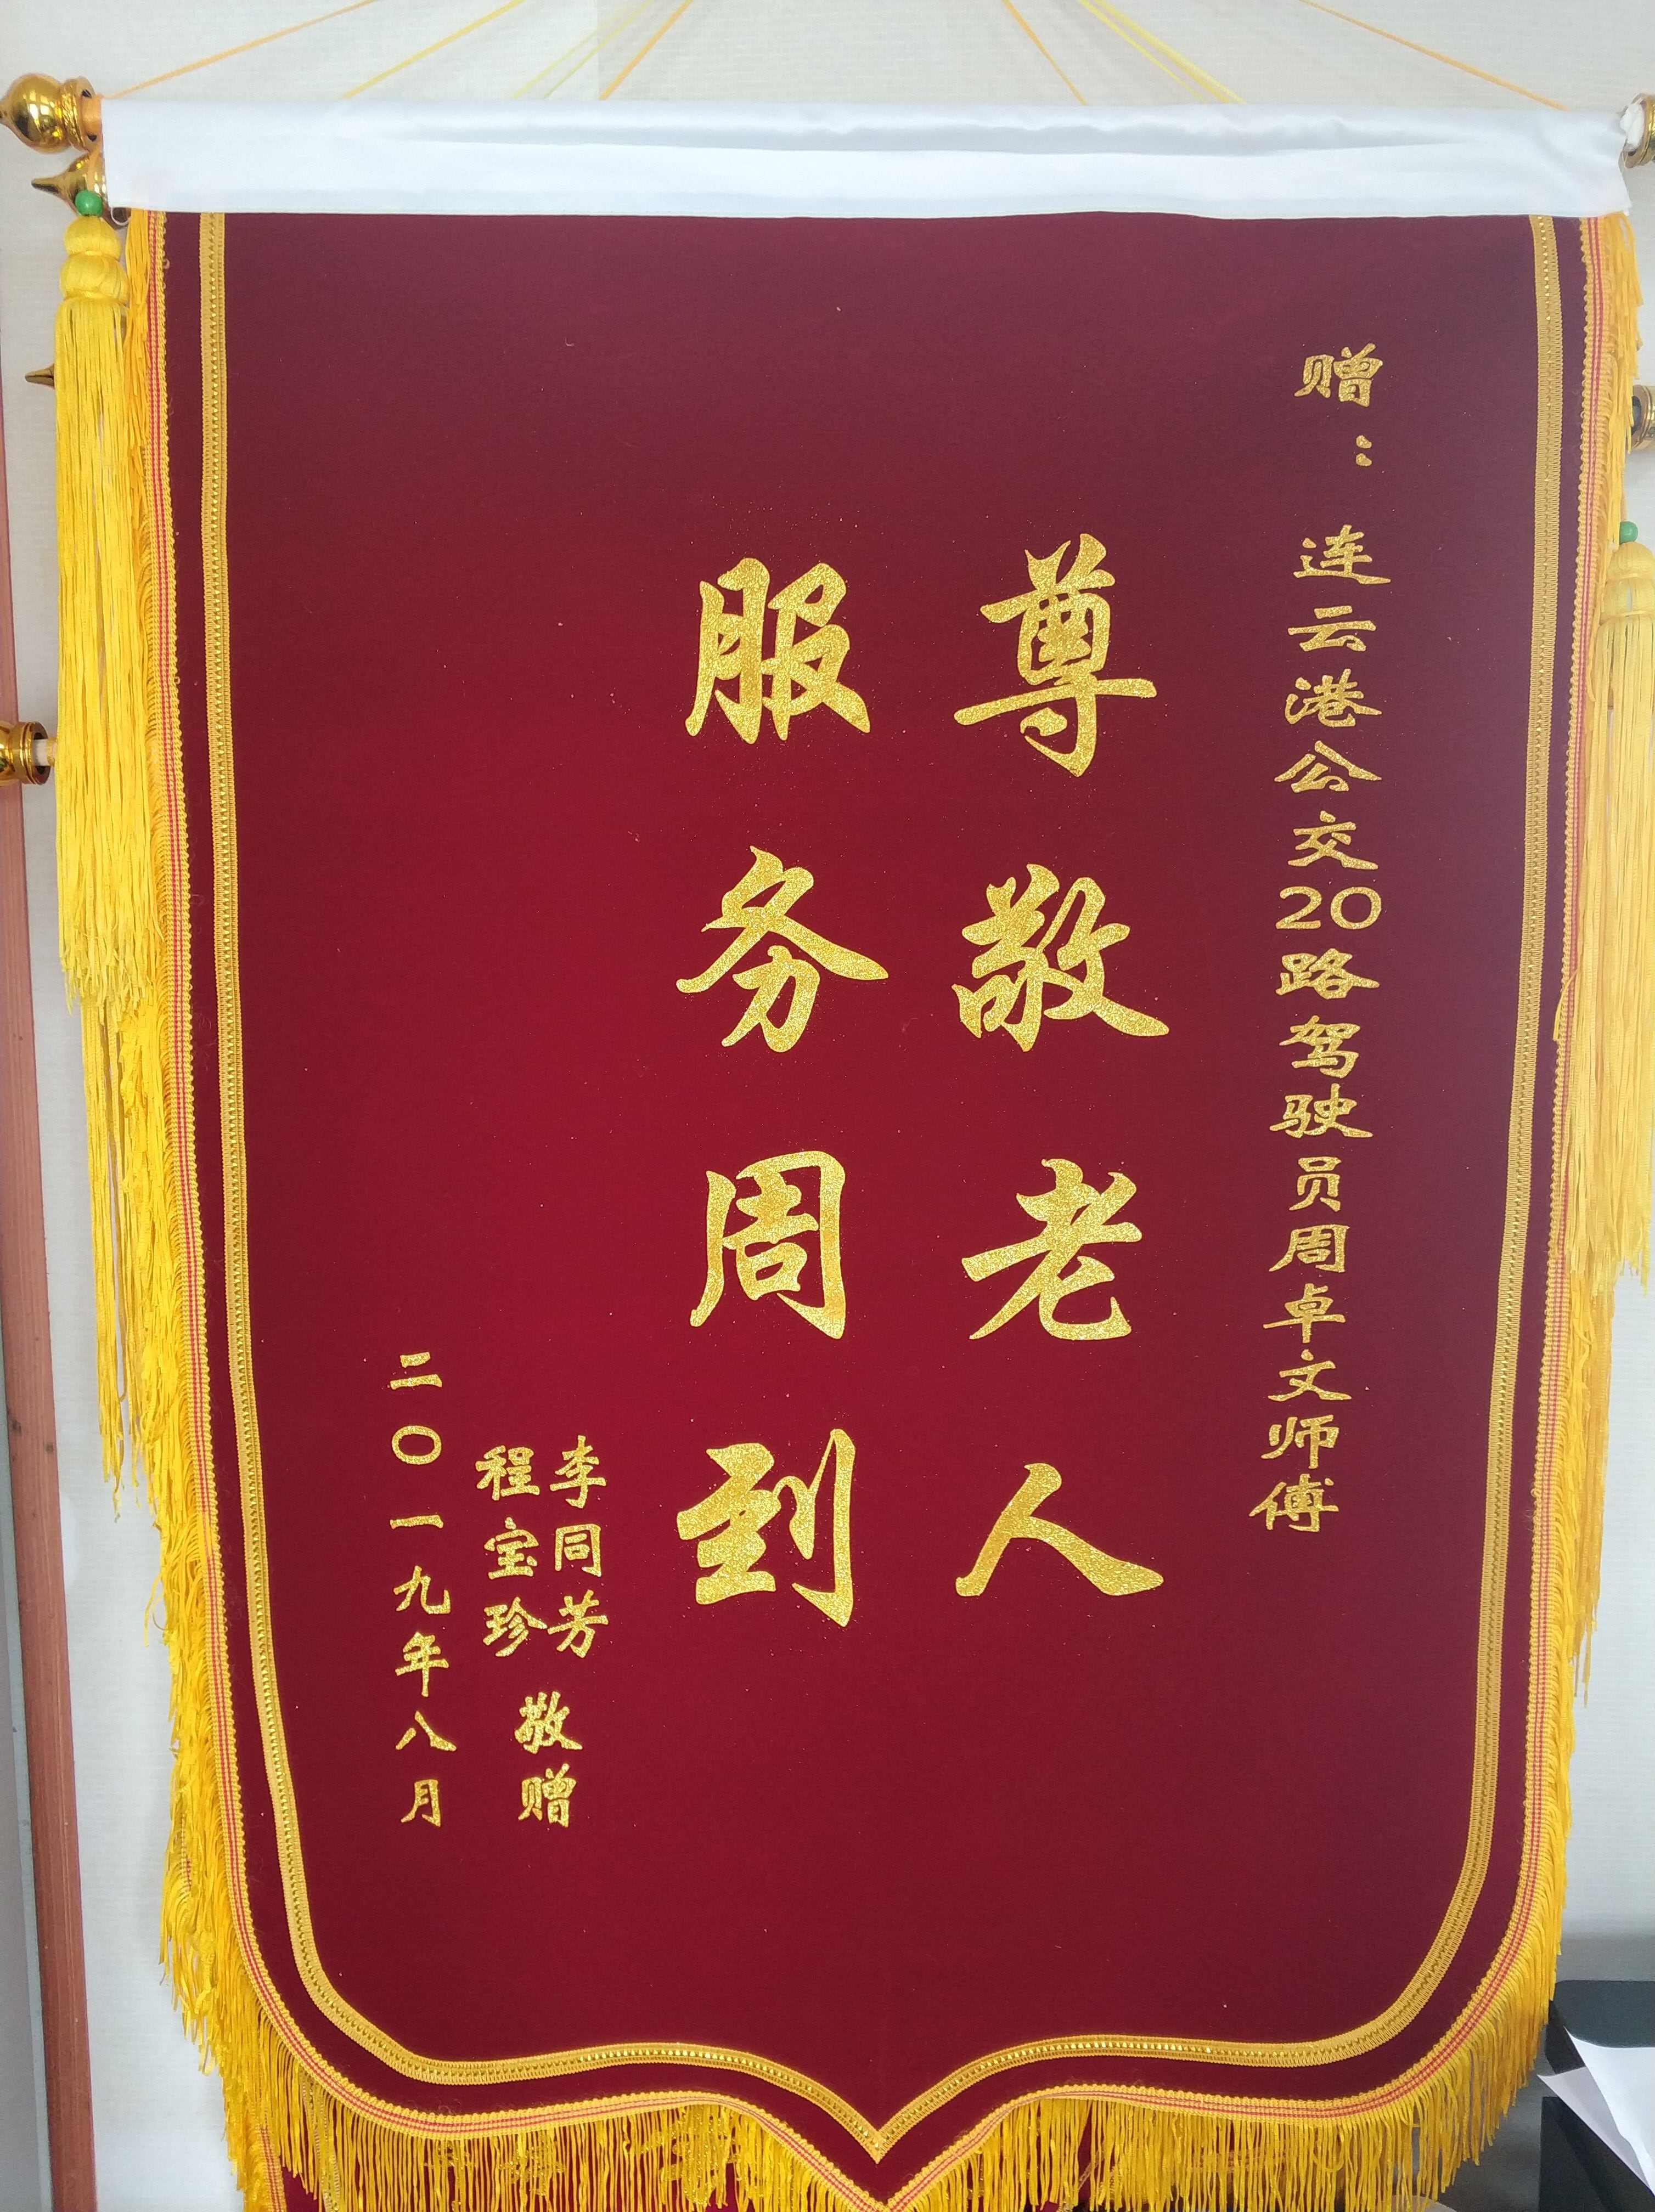 赠：连云港公交20路驾驶员周卓文师傅
尊敬老人
服务周到
李同芳
程宝珍
敬赠
二〇一九年八月